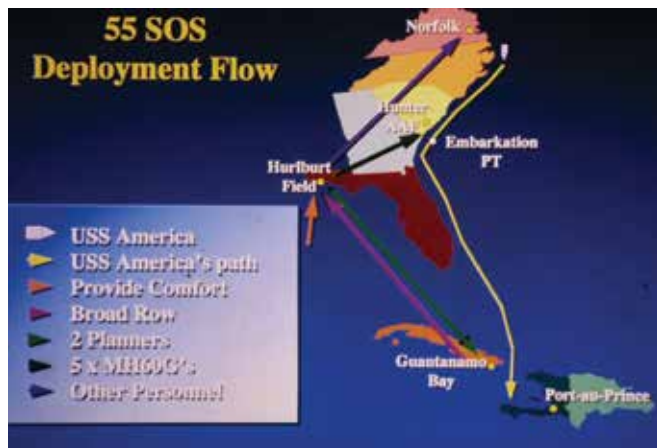 55 SOS
Deployment Flow
Norfolk
Hunter
AAF
Embarkation
PT
Hurlburt
Field
USS America
USS America's path
Provide Comfort
Broad Row
2 Planners
5 x MH60G's
Other Personnel
Guantanamo
Bay
Port-au-Prince